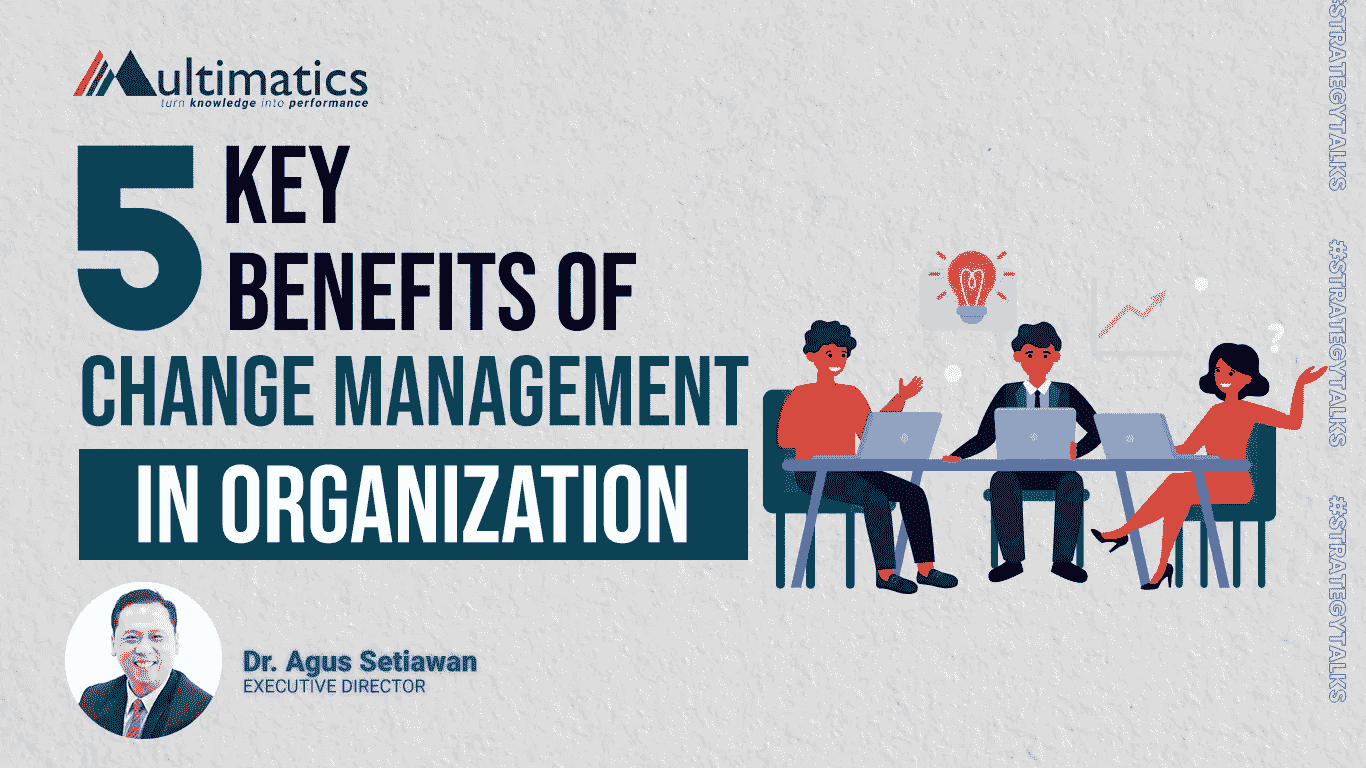 Multimatics
turn knowledge into performance
5 KEY
BENEFITS OF
CHANGE MANAGEMENT
IN ORGANIZATION
Dr. Agus Setiawan
EXECUTIVE DIRECTOR
#STRATEGYTALKS
#STRATEGYTALKS
#STRATEGYTALKS
?